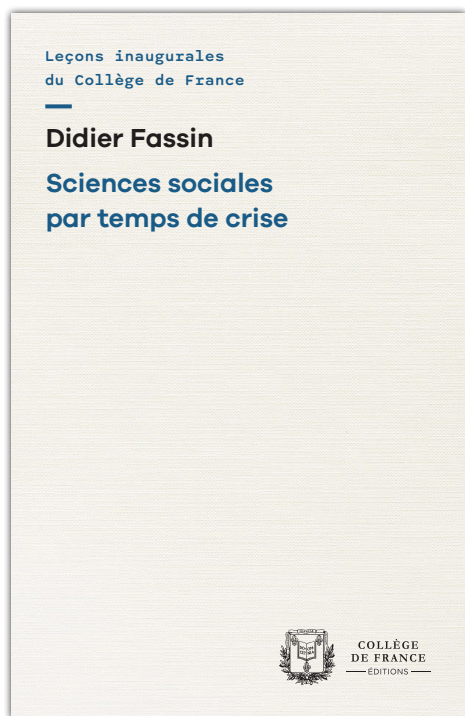 Leçons inaugurales
du Collège de France
Didier Fassin
Sciences sociales
par temps de crise
COLLÈGE
DE FRANCE
ÉDITIONS